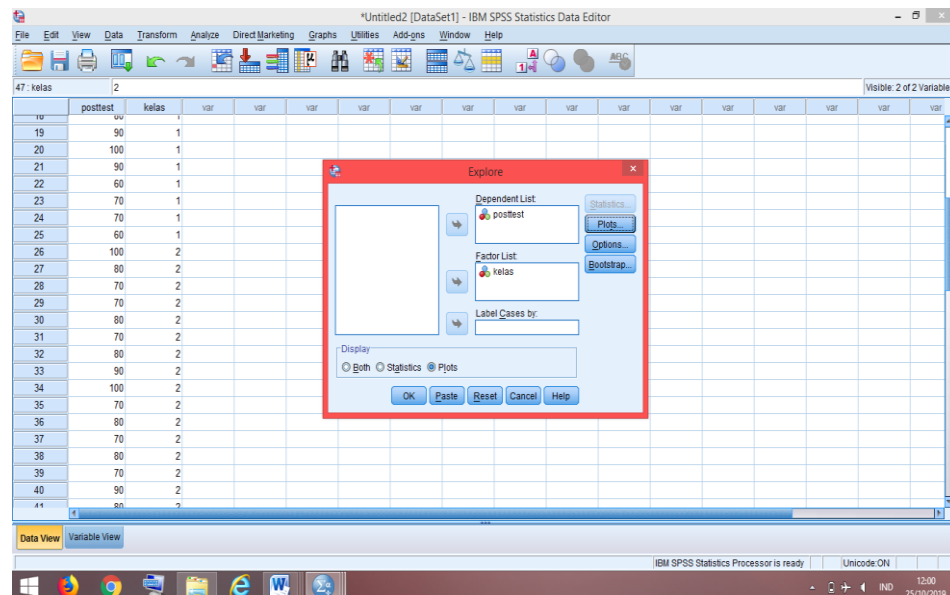 *Untitled2 [DataSet1] - IBM SPSS Statistics Data Editor
File Edit View Data Transform Analyze Direct Marketing Graphs Utilities Add-ons Window Help
47 : kelas 2 Visible: 2 of 2 Variable
posttest kelas var var var var var var var var var var var var var var var
19 90 1
20 100 1
21 90 1
22 60 1
23 70 1
24 70 1
25 60 1
26 100 2
27 80 2
28 70 2
29 70 2
30 80 2
31 70 2
32 80 2
33 90 2
34 100 2
35 70 2
36 80 2
37 70 2
38 80 2
39 70 2
40 90 2
41 80 2
Explore
Dependent List:
posttest
Factor List:
kelas
Label Cases by:
Statistics...
Plots...
Options...
Bootstrap...
Display
Both Statistics Plots
OK Paste Reset Cancel Help
Data View Variable View
IBM SPSS Statistics Processor is ready Unicode:ON
IND 12:00
25/10/2019